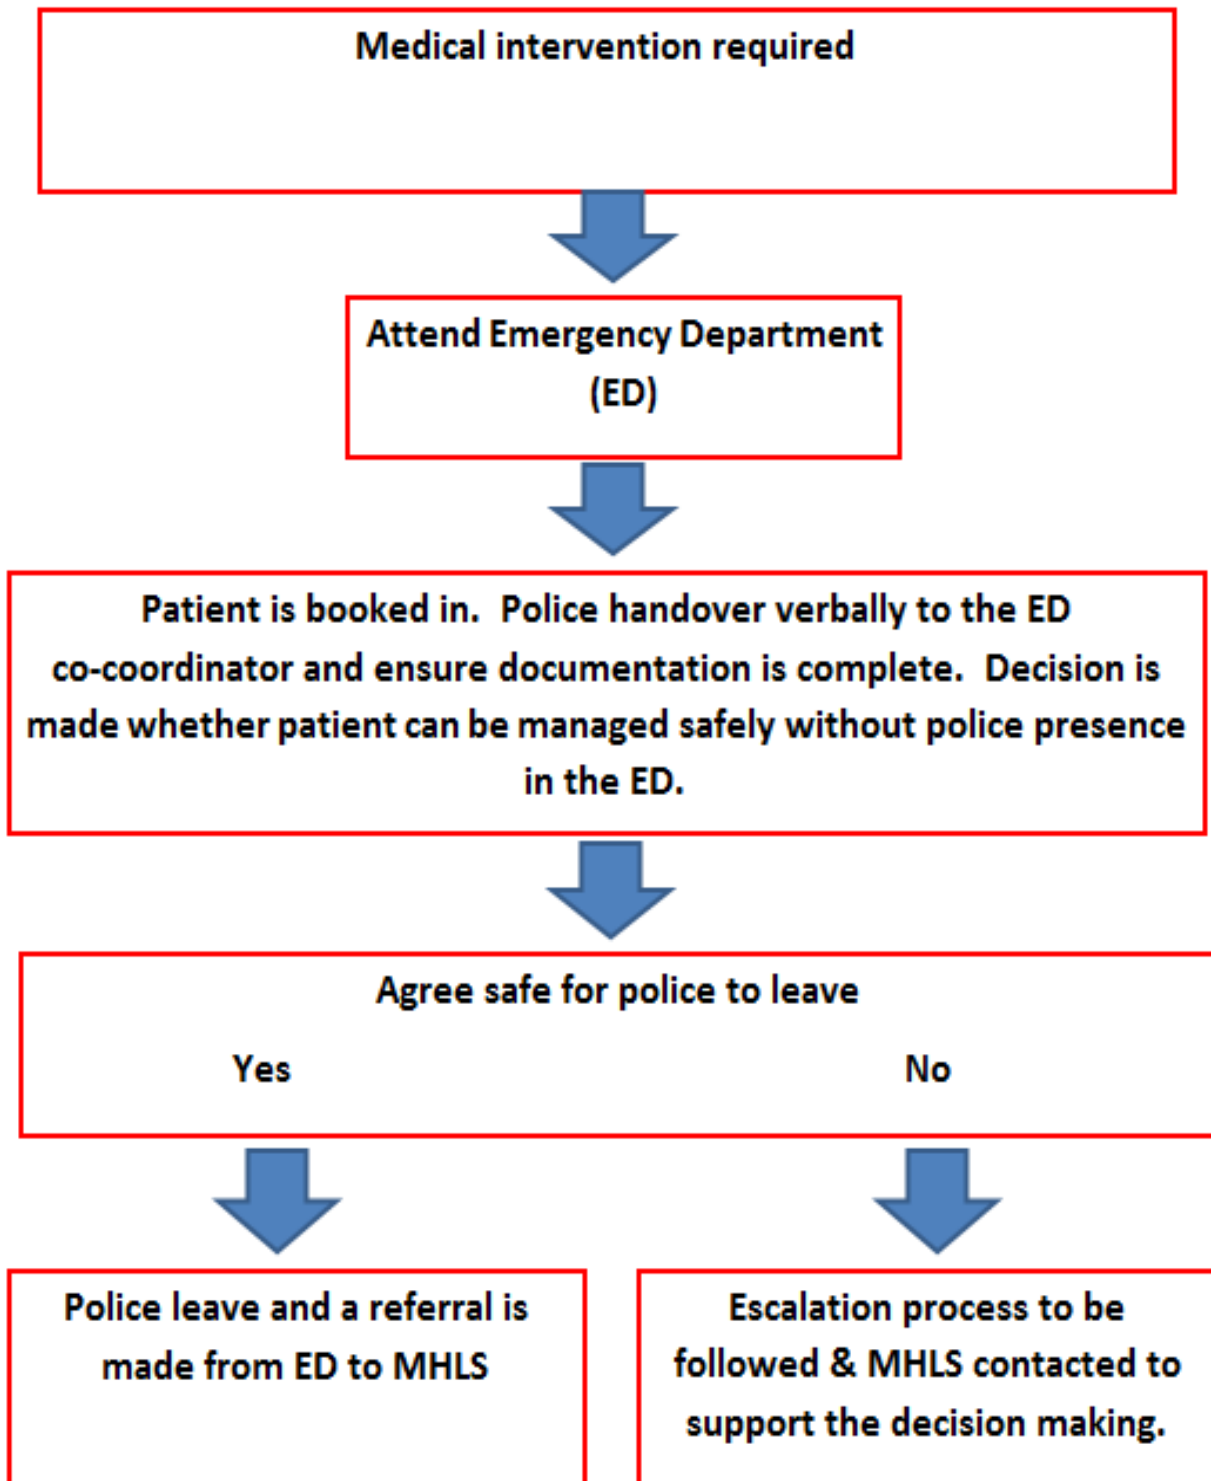 Medical intervention required
Attend Emergency Department
(ED)
Patient is booked in.  Police handover verbally to the ED
co-coordinator and ensure documentation is complete.  Decision is
made whether patient can be managed safely without police presence
in the ED.
Agree safe for police to leave
Yes No
Police leave and a referral is
made from ED to MHLS
Escalation process to be
followed & MHLS contacted to
support the decision making.